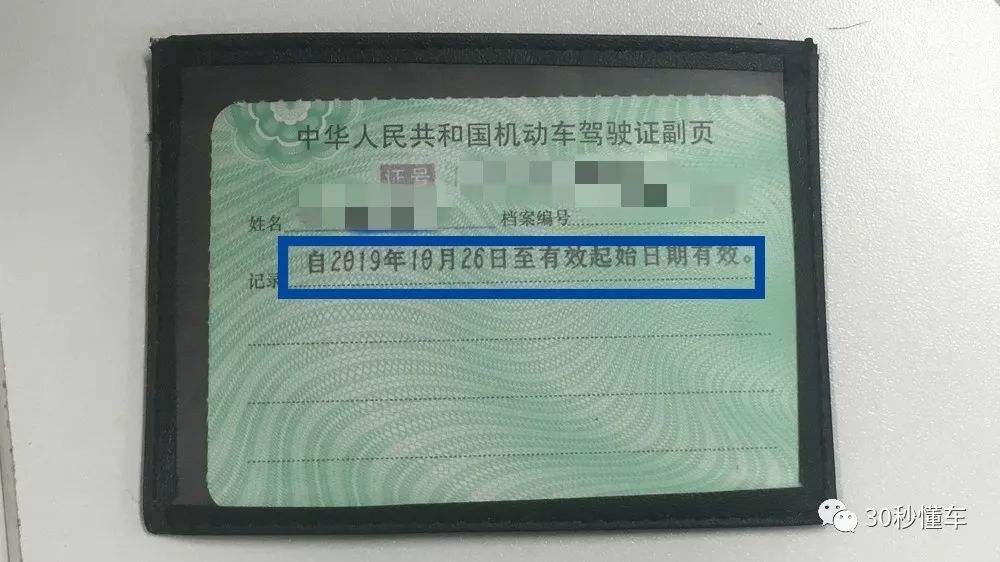 中华人民共和国机动车驾驶证副页
证号
姓名 档案编号
记录 自2019年10月26日至有效起始日期有效。
30秒懂车